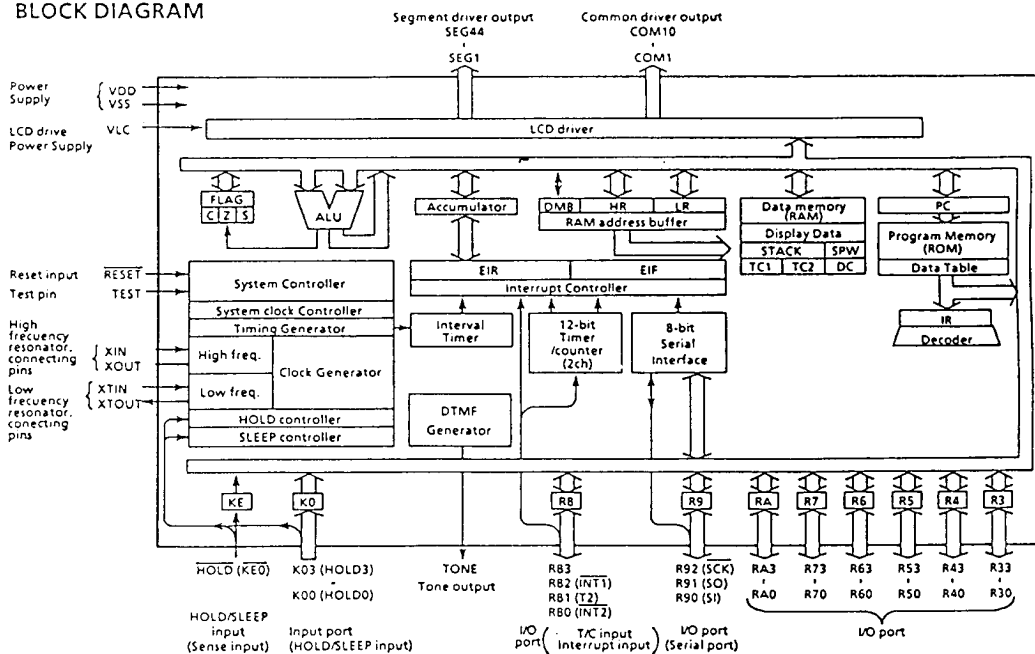 BLOCK DIAGRAM
Segment driver output
SEG44
-
SEG1
Common driver output
COM10
-
COM1
Power
Supply
VDD
VSS
LCD drive
Power Supply
VLC
LCD driver
FLAG
C Z S
ALU
Accumulator
DMB HR LR
RAM address buffer
Data memory
(RAM)
Display Data
STACK SPW
TC1 TC2 DC
PC
Program Memory
(ROM)
Data Table
IR
Decoder
Reset input RESET
Test pin TEST
System Controller
System clock Controller
Timing Generator
High freq.
Clock Generator
Low freq.
HOLD controller
SLEEP controller
EIR EIF
Interrupt Controller
Interval
Timer
12-bit
Timer
/counter
(2ch)
8-bit
Serial
Interface
DTMF
Generator
High
frecuency
resonator.
connecting
pins
XIN
XOUT
Low
frecuency
resonator.
conecting
pins
XTIN
XTOUT
KE K0 R8 R9 RA R7 R6 R5 R4 R3
HOLD (KE0)
HOLD/SLEEP
input
(Sense input)
K03 (HOLD3)
-
K00 (HOLD0)
Input port
(HOLD/SLEEP input)
TONE
Tone output
R83
R82 (INT1)
R81 (T2)
R80 (INT2)
I/O
port
( T/C input
Interrupt input )
R92 (SCK)
R91 (SO)
R90 (SI)
I/O port
(Serial port)
RA3 R73 R63 R53 R43 R33
- - - - - -
RA0 R70 R60 R50 R40 R30
I/O port